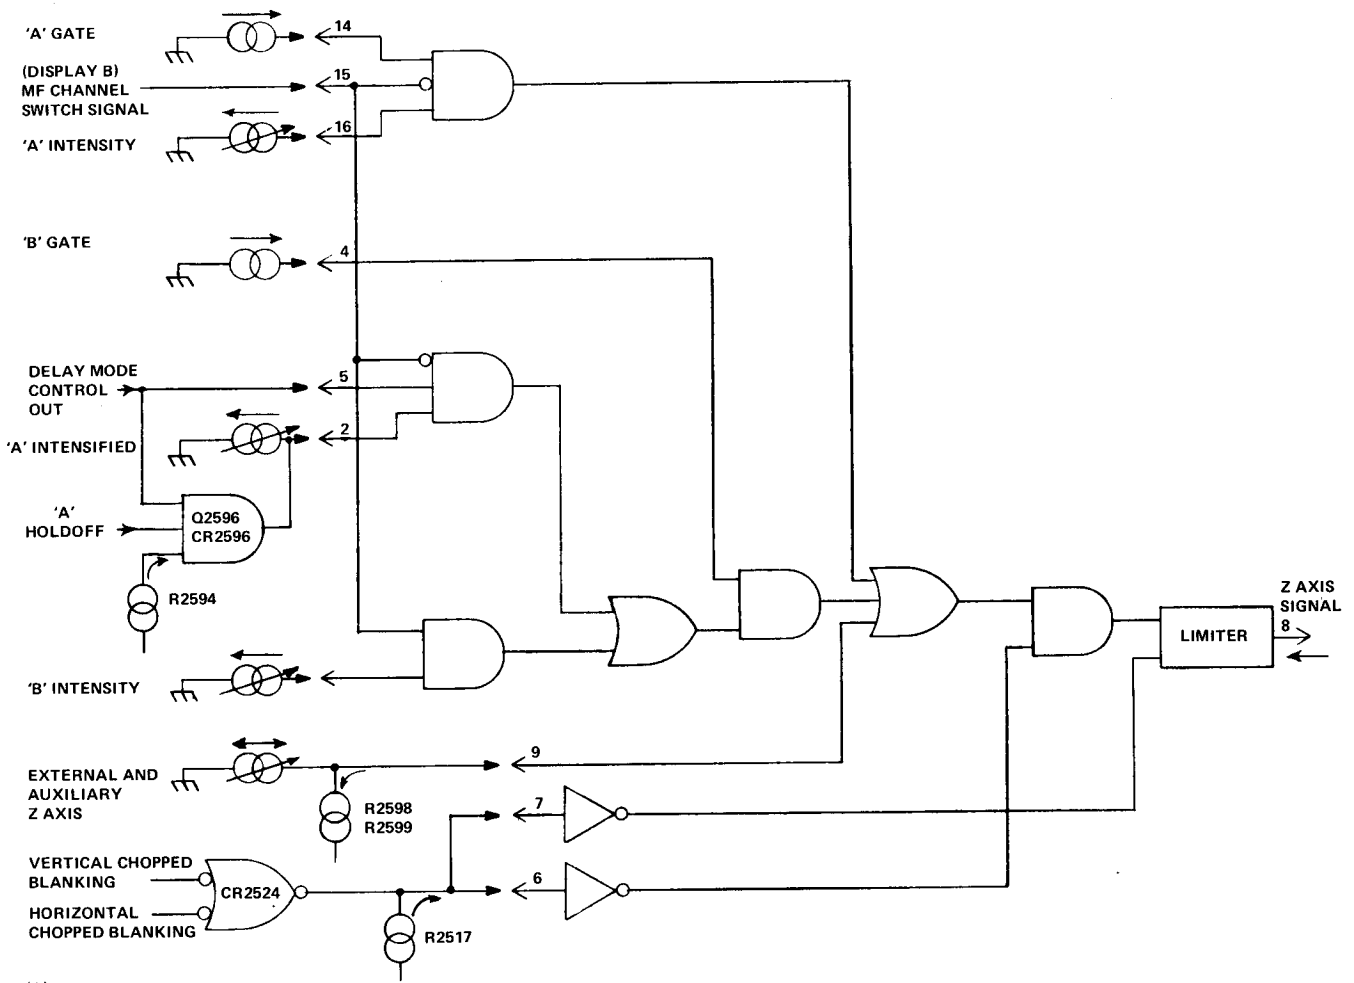 'A' GATE
14
(DISPLAY B)
MF CHANNEL
SWITCH SIGNAL
15
'A' INTENSITY
16
'B' GATE
4
DELAY MODE
CONTROL
OUT
5
'A' INTENSIFIED
2
'A'
HOLDOFF
Q2596
CR2596
R2594
'B' INTENSITY
LIMITER
Z AXIS
SIGNAL
8
EXTERNAL AND
AUXILIARY
Z AXIS
9
R2598
R2599
7
VERTICAL CHOPPED
BLANKING
CR2524
6
HORIZONTAL
CHOPPED BLANKING
R2517